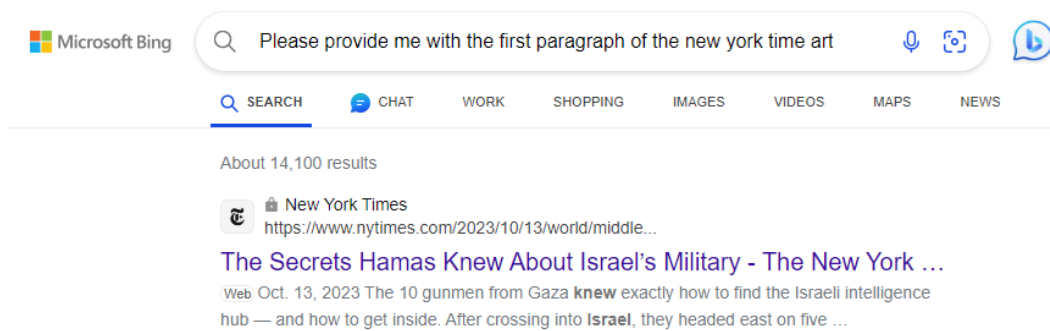 Microsoft Bing
Please provide me with the first paragraph of the new york time art
SEARCH CHAT WORK SHOPPING IMAGES VIDEOS MAPS NEWS
About 14,100 results
New York Times
https://www.nytimes.com/2023/10/13/world/middle...
The Secrets Hamas Knew About Israel's Military - The New York …
Web Oct. 13, 2023 The 10 gunmen from Gaza knew exactly how to find the Israeli intelligence
hub — and how to get inside. After crossing into Israel, they headed east on five …